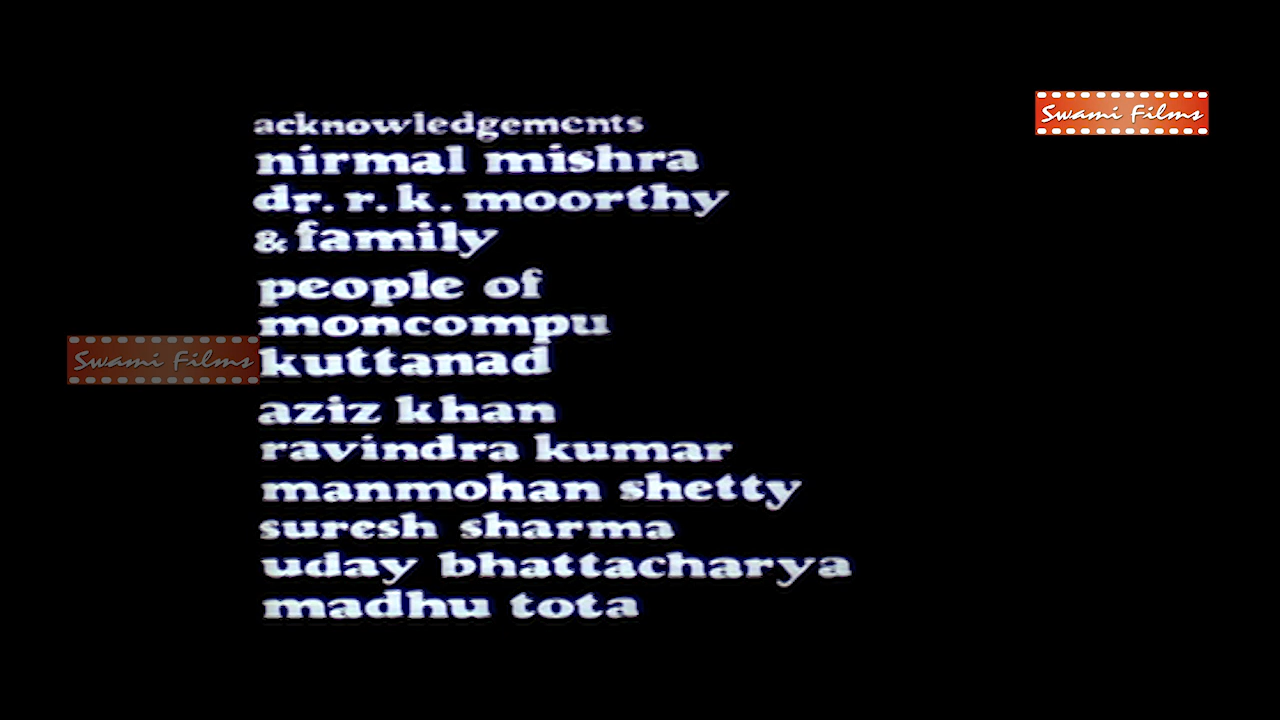 acknowledgements
Swami Films
nirmal mishra
dr. r. k. moorthy
& family
people of
moncompu
Swami Films
kuttanad
aziz khan
ravindra kumar
manmohan shetty
suresh sharma
uday bhattacharya
madhu tota